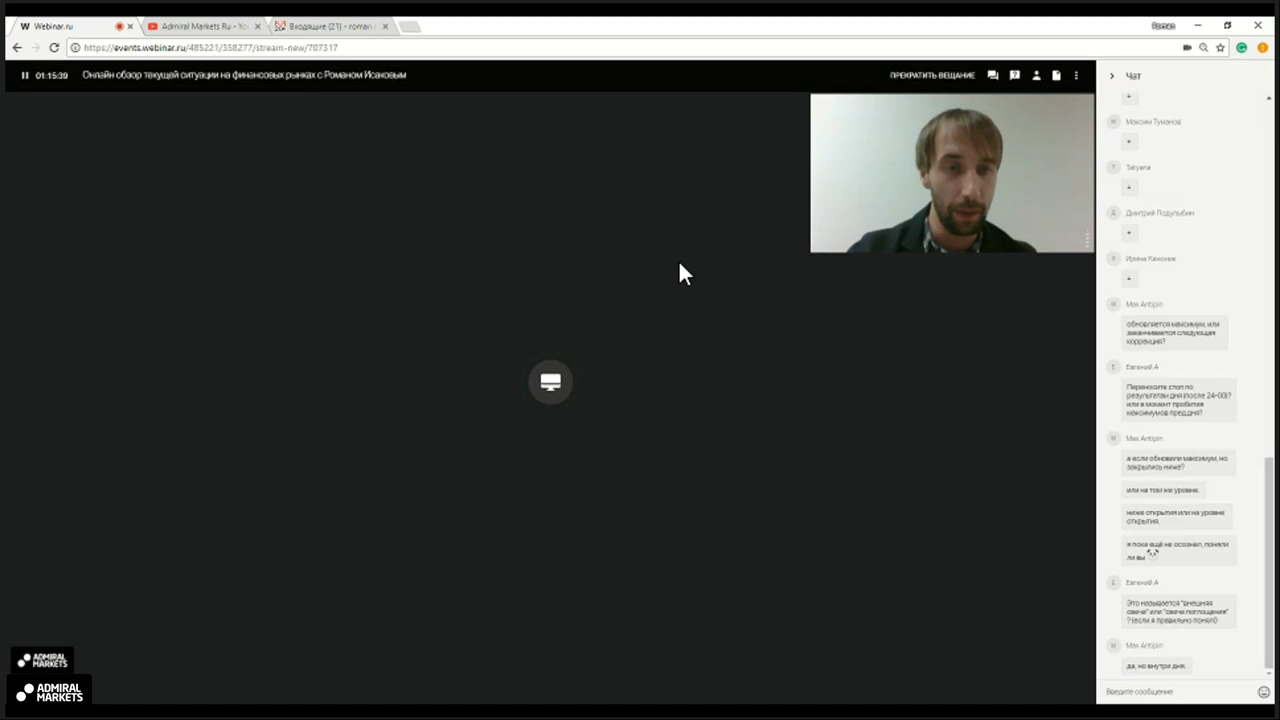 Webinar.ru
Admiral Markets Ru - Yo
Входящие (21) - roman
https://events.webinar.ru/485221/358277/stream-new/707317
01:15:39 Онлайн обзор текущей ситуации на финансовых рынках с Романом Исаковым
ПРЕКРАТИТЬ ВЕЩАНИЕ
Чат
+
Максим Туманов
+
Tatyana
+
Дмитрий Подулыбин
+
Ирина Каноник
+
Max Antipin
обновляется максимум, или
заканчивается следующая
коррекция?
Евгений А
Переносите стоп по
результатам дня (после 24-00)?
или в момент пробития
максимумов пред.дня?
Max Antipin
а если обновили максимум, но
закрылись ниже?
или на том же уровне.
ниже открытия или на уровне
открытия.
я пока ещё не осознал, поняли
ли вы
Евгений А
Это называется "внешняя
свеча" или "свеча поглощения"
? (если я правильно понял)
Max Antipin
да, но внутри дня.
Введите сообщение
ADMIRAL
MARKETS
ADMIRAL
MARKETS